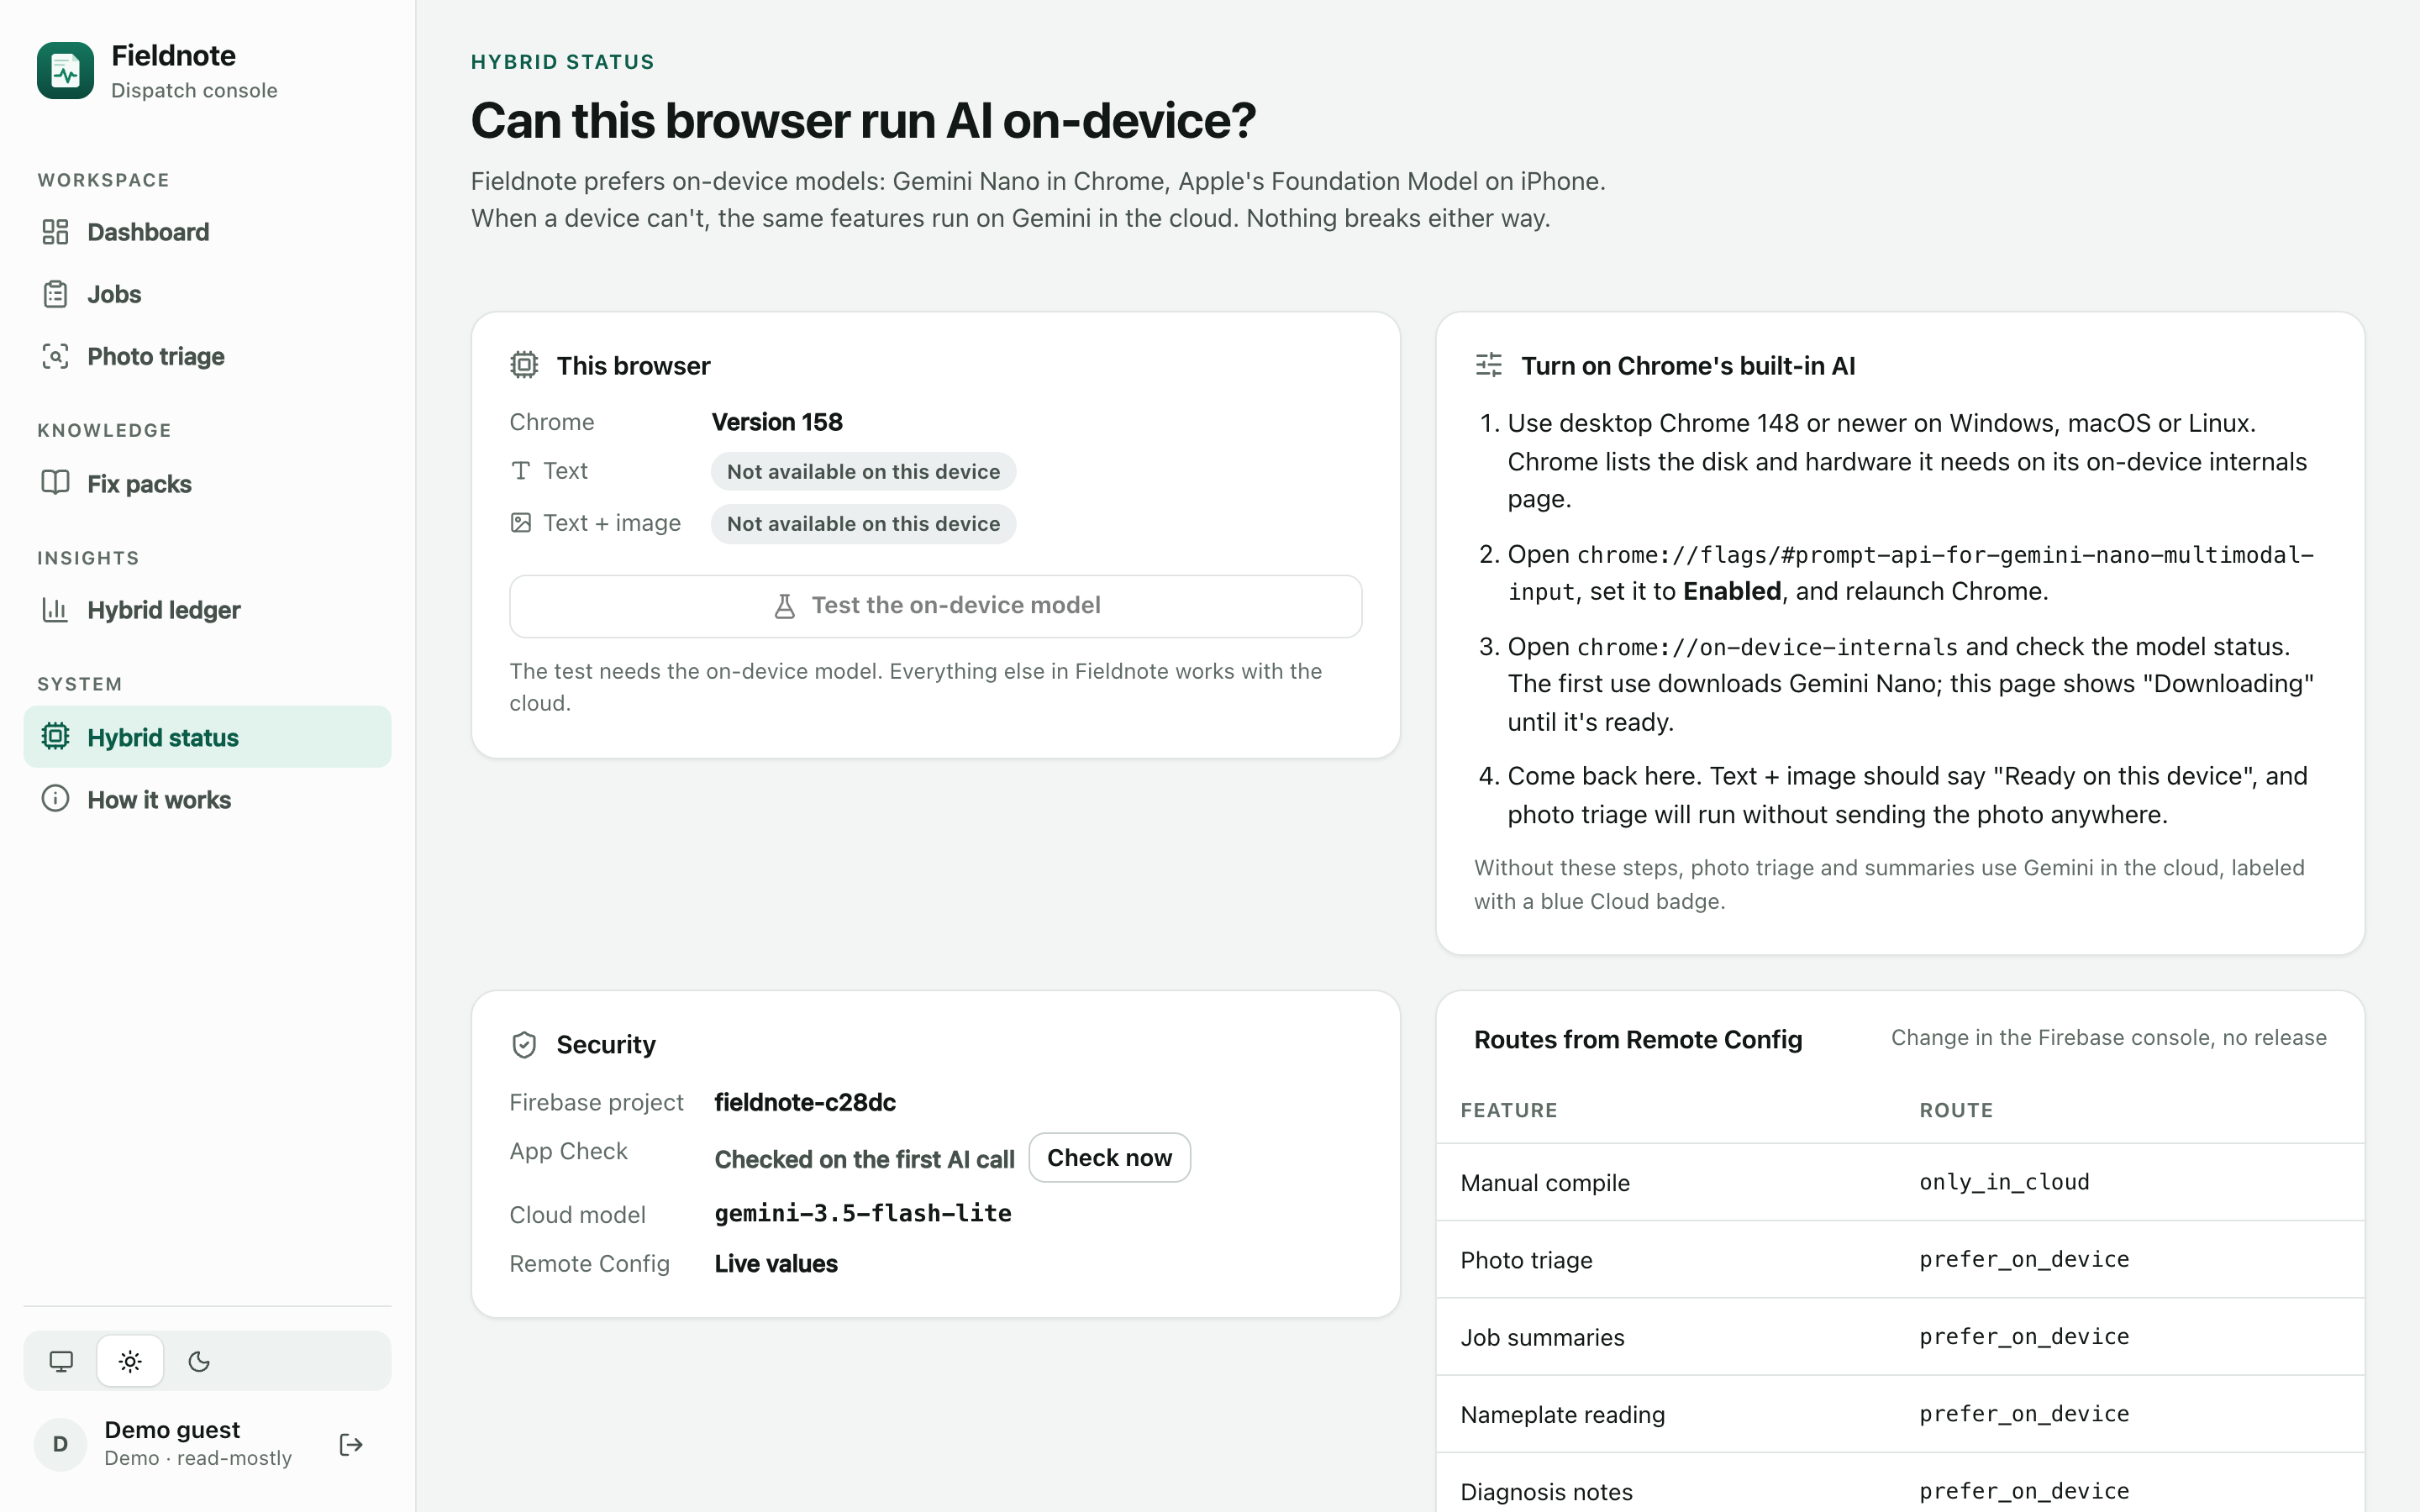 Fieldnote
Dispatch console
WORKSPACE
Dashboard
Jobs
Photo triage
KNOWLEDGE
Fix packs
INSIGHTS
Hybrid ledger
SYSTEM
Hybrid status
How it works
D
Demo guest
Demo · read-mostly
HYBRID STATUS
Can this browser run AI on-device?
Fieldnote prefers on-device models: Gemini Nano in Chrome, Apple's Foundation Model on iPhone.
When a device can't, the same features run on Gemini in the cloud. Nothing breaks either way.
This browser
Chrome Version 158
Text Not available on this device
Text + image Not available on this device
Test the on-device model
The test needs the on-device model. Everything else in Fieldnote works with the
cloud.
Turn on Chrome's built-in AI
1. Use desktop Chrome 148 or newer on Windows, macOS or Linux.
Chrome lists the disk and hardware it needs on its on-device internals
page.
2. Open chrome://flags/#prompt-api-for-gemini-nano-multimodal-
input, set it to Enabled, and relaunch Chrome.
3. Open chrome://on-device-internals and check the model status.
The first use downloads Gemini Nano; this page shows "Downloading"
until it's ready.
4. Come back here. Text + image should say "Ready on this device", and
photo triage will run without sending the photo anywhere.
Without these steps, photo triage and summaries use Gemini in the cloud, labeled
with a blue Cloud badge.
Security
Firebase project fieldnote-c28dc
App Check Checked on the first AI call Check now
Cloud model gemini-3.5-flash-lite
Remote Config Live values
Routes from Remote Config Change in the Firebase console, no release
FEATURE ROUTE
Manual compile only_in_cloud
Photo triage prefer_on_device
Job summaries prefer_on_device
Nameplate reading prefer_on_device
Diagnosis notes prefer_on_device